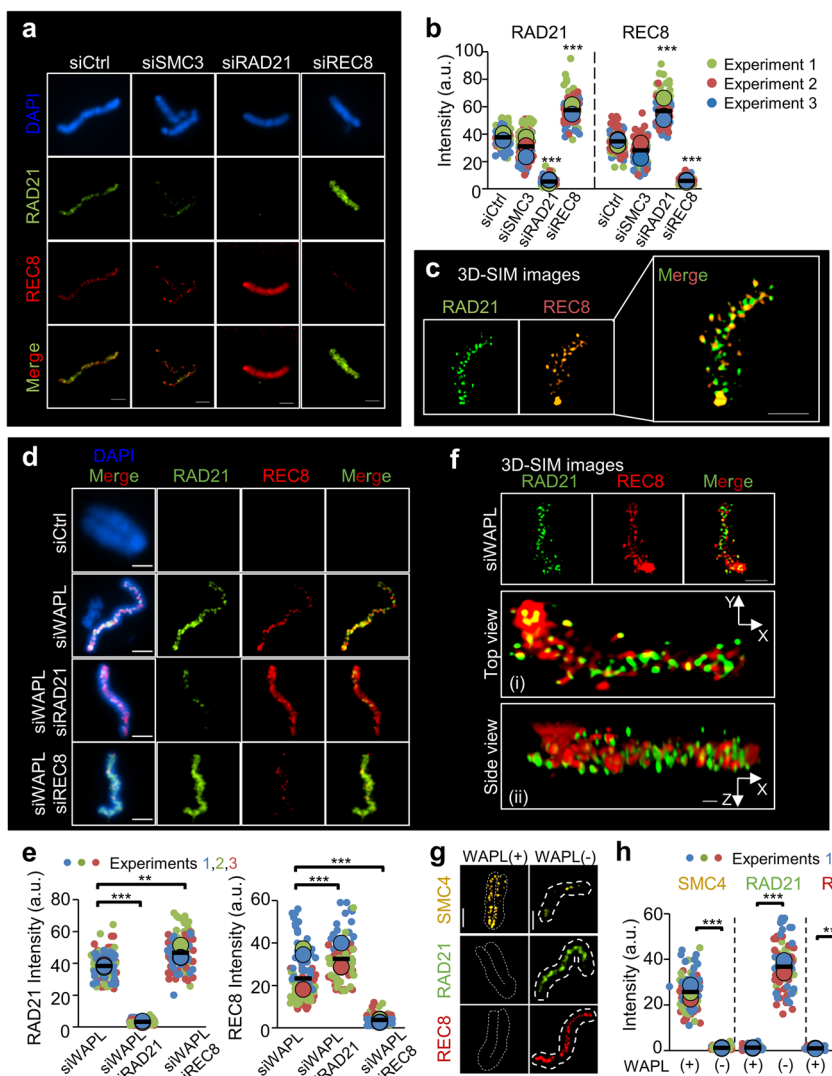 a
siCtrl siSMC3 siRAD21 siREC8
DAPI
RAD21
REC8
Merge
b
RAD21 REC8
*** ***
*** ***
Intensity (a.u.)
100
80
60
40
20
0
siCtrl siSMC3 siRAD21 siREC8 siCtrl siSMC3 siRAD21 siREC8
Experiment 1
Experiment 2
Experiment 3
c 3D-SIM images
RAD21 REC8
Merge
d
DAPI
Merge RAD21 REC8 Merge
siCtrl
siWAPL
siWAPL
siRAD21
siWAPL
siREC8
f
3D-SIM images
RAD21 REC8 Merge
siWAPL
Top view
Y
X
(i)
Side view
X
Z
(ii)
e
Experiments 1,2,3
**
***
RAD21 Intensity (a.u.)
80
60
40
20
0
siWAPL
siWAPL
siRAD21
siWAPL
siREC8
***
***
REC8 Intensity (a.u.)
60
40
20
0
siWAPL
siWAPL
siRAD21
siWAPL
siREC8
g
WAPL(+) WAPL(-)
SMC4
RAD21
REC8
h
Experiments 1
SMC4 RAD21 R
*** *** **
Intensity (a.u.)
60
40
20
0
WAPL (+) (-) (+) (-) (+)